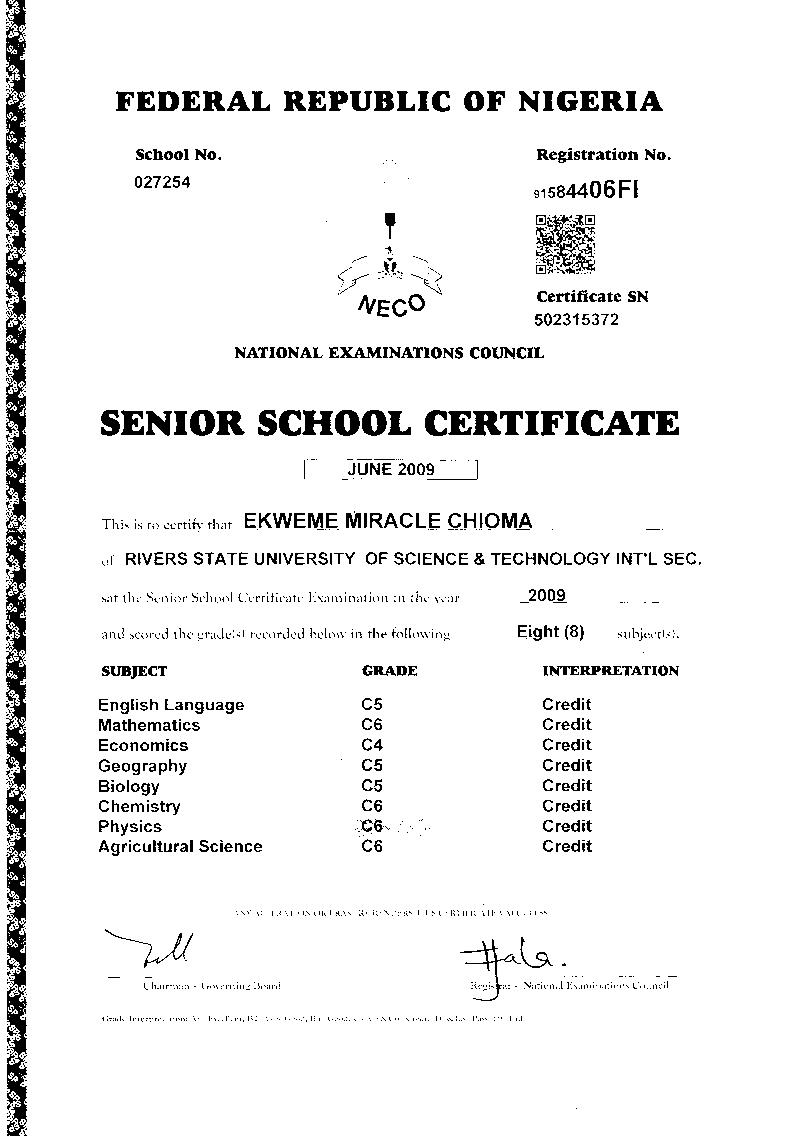 FEDERAL REPUBLIC OF NIGERIA
School No.
027254
Registration No.
91584406FI
Certificate SN
502315372
NECO
NATIONAL EXAMINATIONS COUNCIL
SENIOR SCHOOL CERTIFICATE
JUNE 2009
This is to certify that EKWEME MIRACLE CHIOMA
of RIVERS STATE UNIVERSITY OF SCIENCE & TECHNOLOGY INT'L SEC.
sat the Senior School Certificate Examination in the year 2009
and scored the grade(s) recorded below in the following Eight (8) subject(s).
SUBJECT GRADE INTERPRETATION
English Language C5 Credit
Mathematics C6 Credit
Economics C4 Credit
Geography C5 Credit
Biology C5 Credit
Chemistry C6 Credit
Physics C6 Credit
Agricultural Science C6 Credit
Chairman - Governing Board
Registrar - National Examinations Council